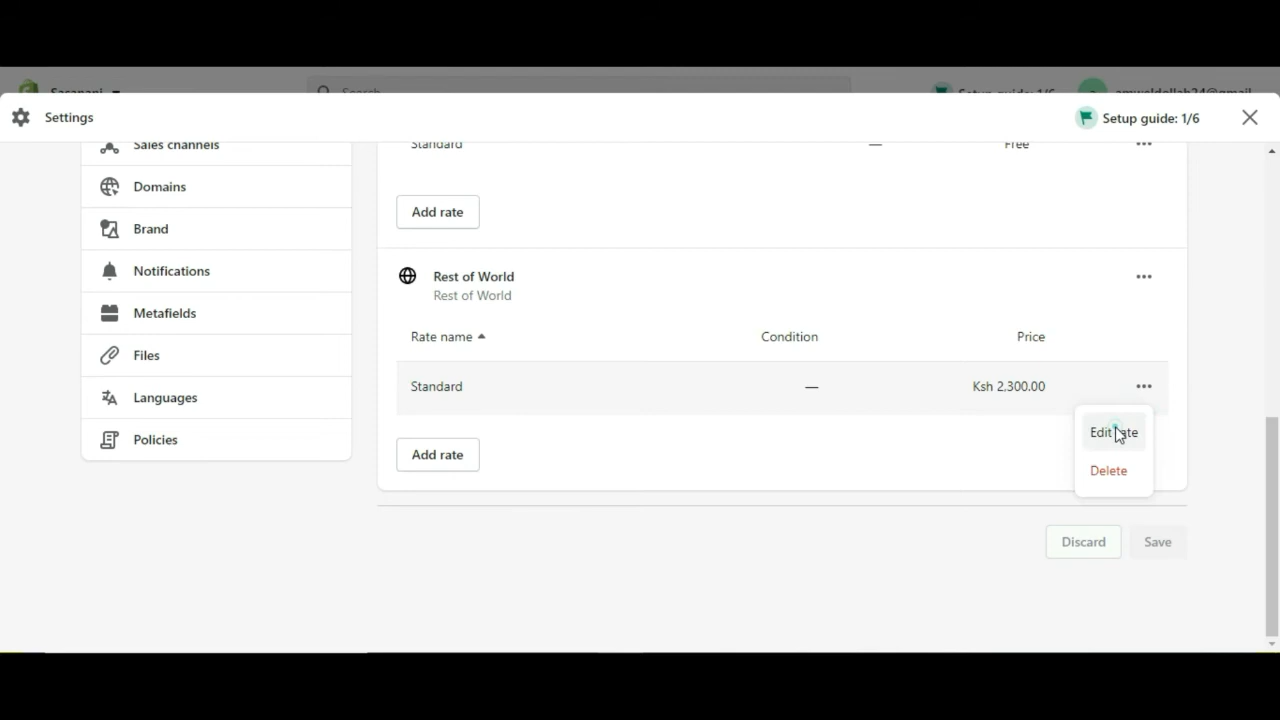 Search
Settings
Setup guide: 1/6
Sales channels
Standard
—
Free
Domains
Add rate
Brand
Notifications
Rest of World
Rest of World
Metafields
Rate name
Condition
Price
Files
Standard
—
Ksh 2,300.00
Languages
Edit rate
Policies
Add rate
Delete
Discard
Save